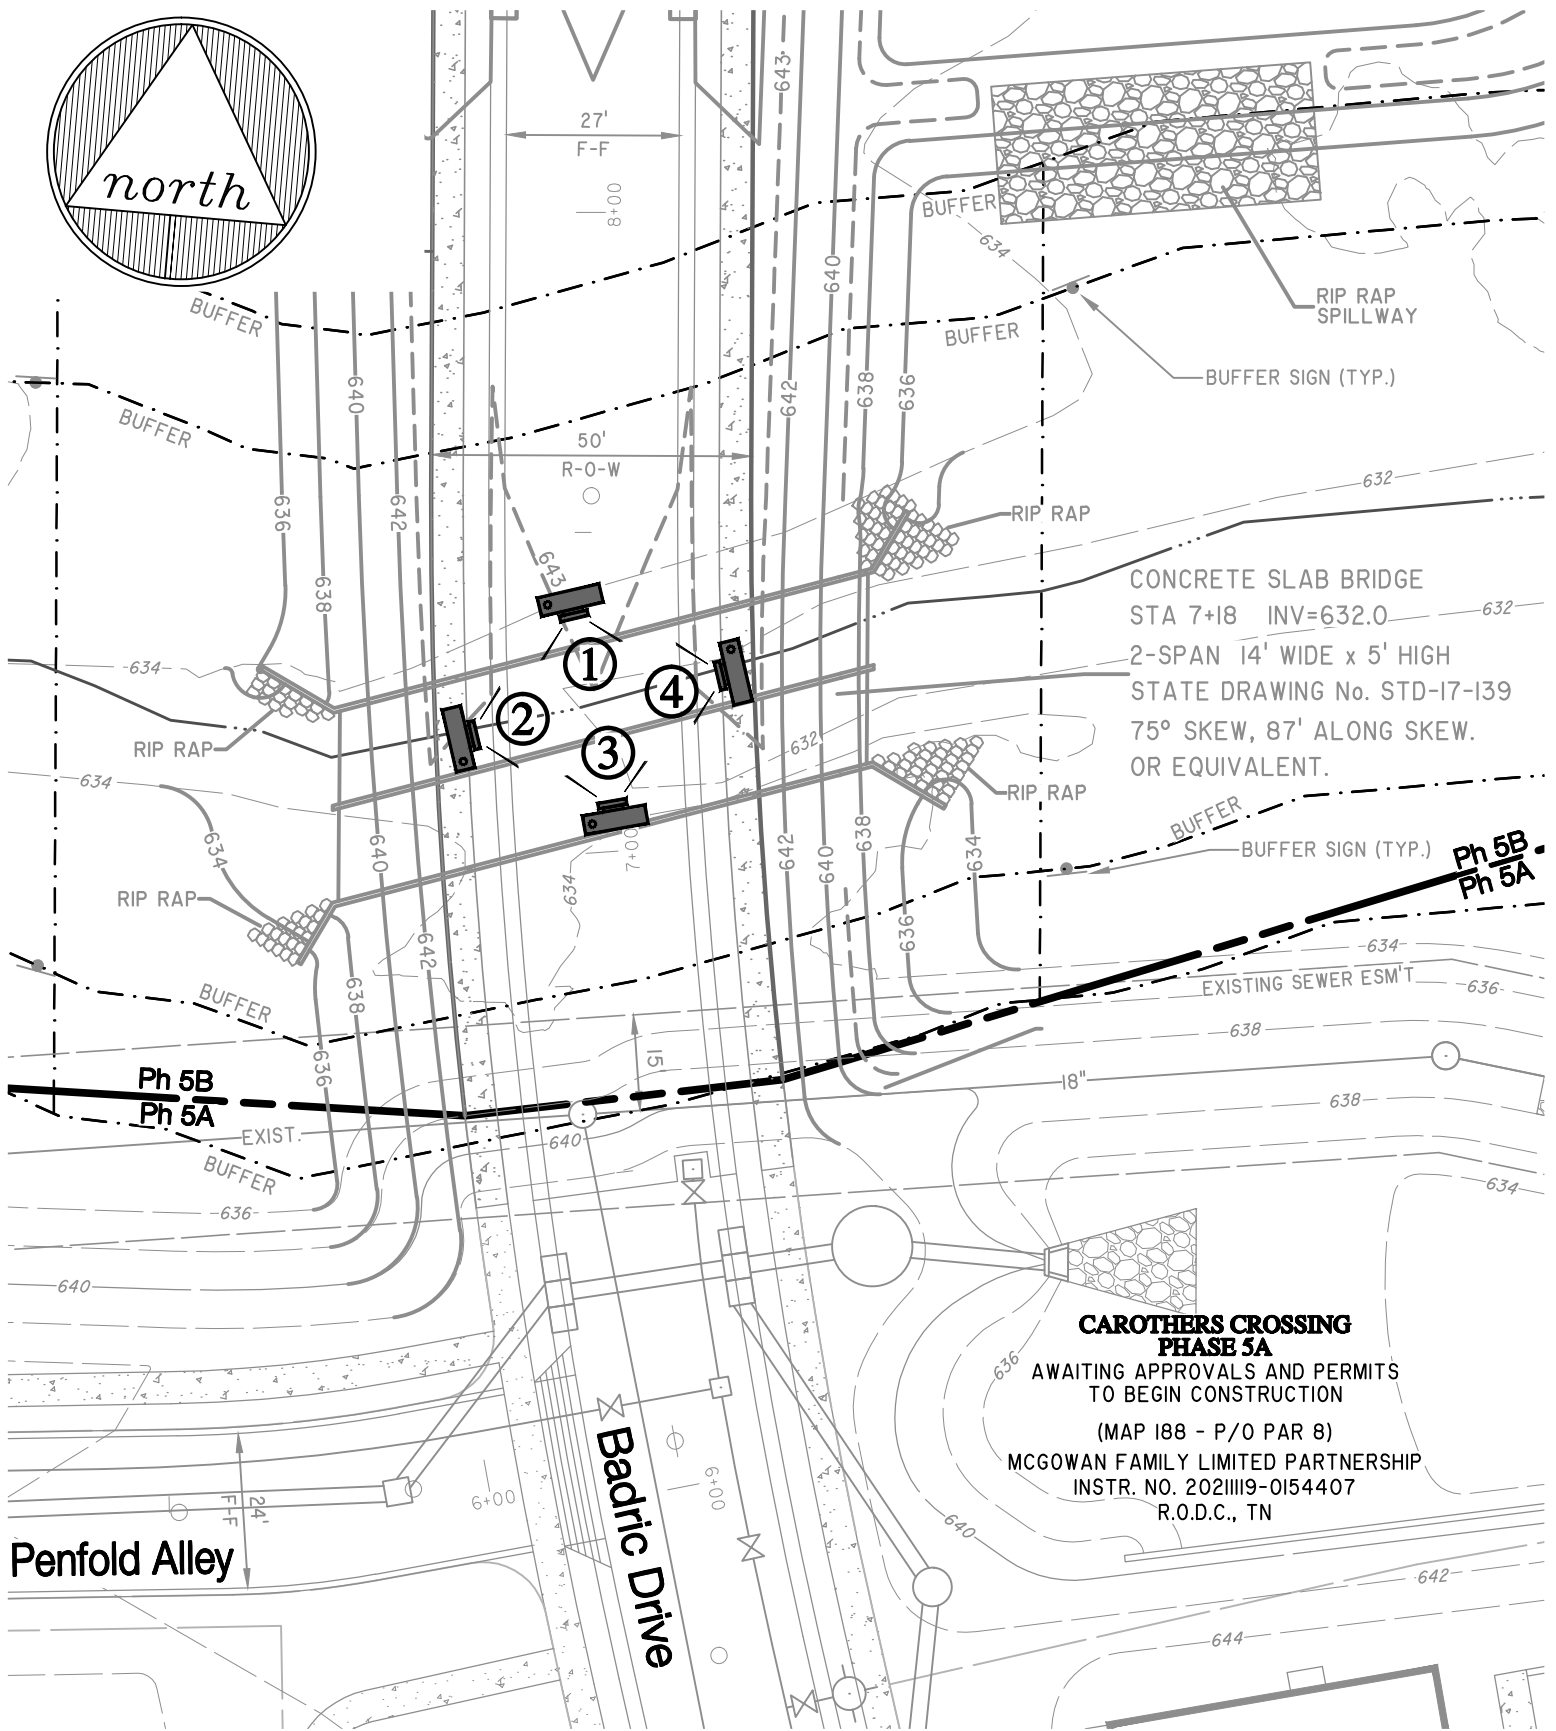 north
27'
F-F
8+00
643
640
BUFFER
634
RIP RAP
SPILLWAY
BUFFER
BUFFER
BUFFER SIGN (TYP.)
640
642
638
636
BUFFER
50'
R-O-W
632
636
642
RIP RAP
643
638
CONCRETE SLAB BRIDGE
STA 7+18 INV=632.0
632
2-SPAN 14' WIDE x 5' HIGH
STATE DRAWING No. STD-17-139
75° SKEW, 87' ALONG SKEW.
OR EQUIVALENT.
634
1
4
2
3
RIP RAP
632
634
RIP RAP
BUFFER
634
640
642
640
638
634
7+00
BUFFER SIGN (TYP.)
Ph 5B
Ph 5A
634
RIP RAP
636
642
634
EXISTING SEWER ESM'T
636
BUFFER
638
638
636
15'
Ph 5B
Ph 5A
18"
638
EXIST.
640
BUFFER
634
636
640
CAROTHERS CROSSING
PHASE 5A
636
AWAITING APPROVALS AND PERMITS
TO BEGIN CONSTRUCTION
(MAP 188 - P/O PAR 8)
MCGOWAN FAMILY LIMITED PARTNERSHIP
INSTR. NO. 20211119-0154407
R.O.D.C., TN
24'
F-F
6+00
6+00
640
Penfold Alley
Badric Drive
642
644